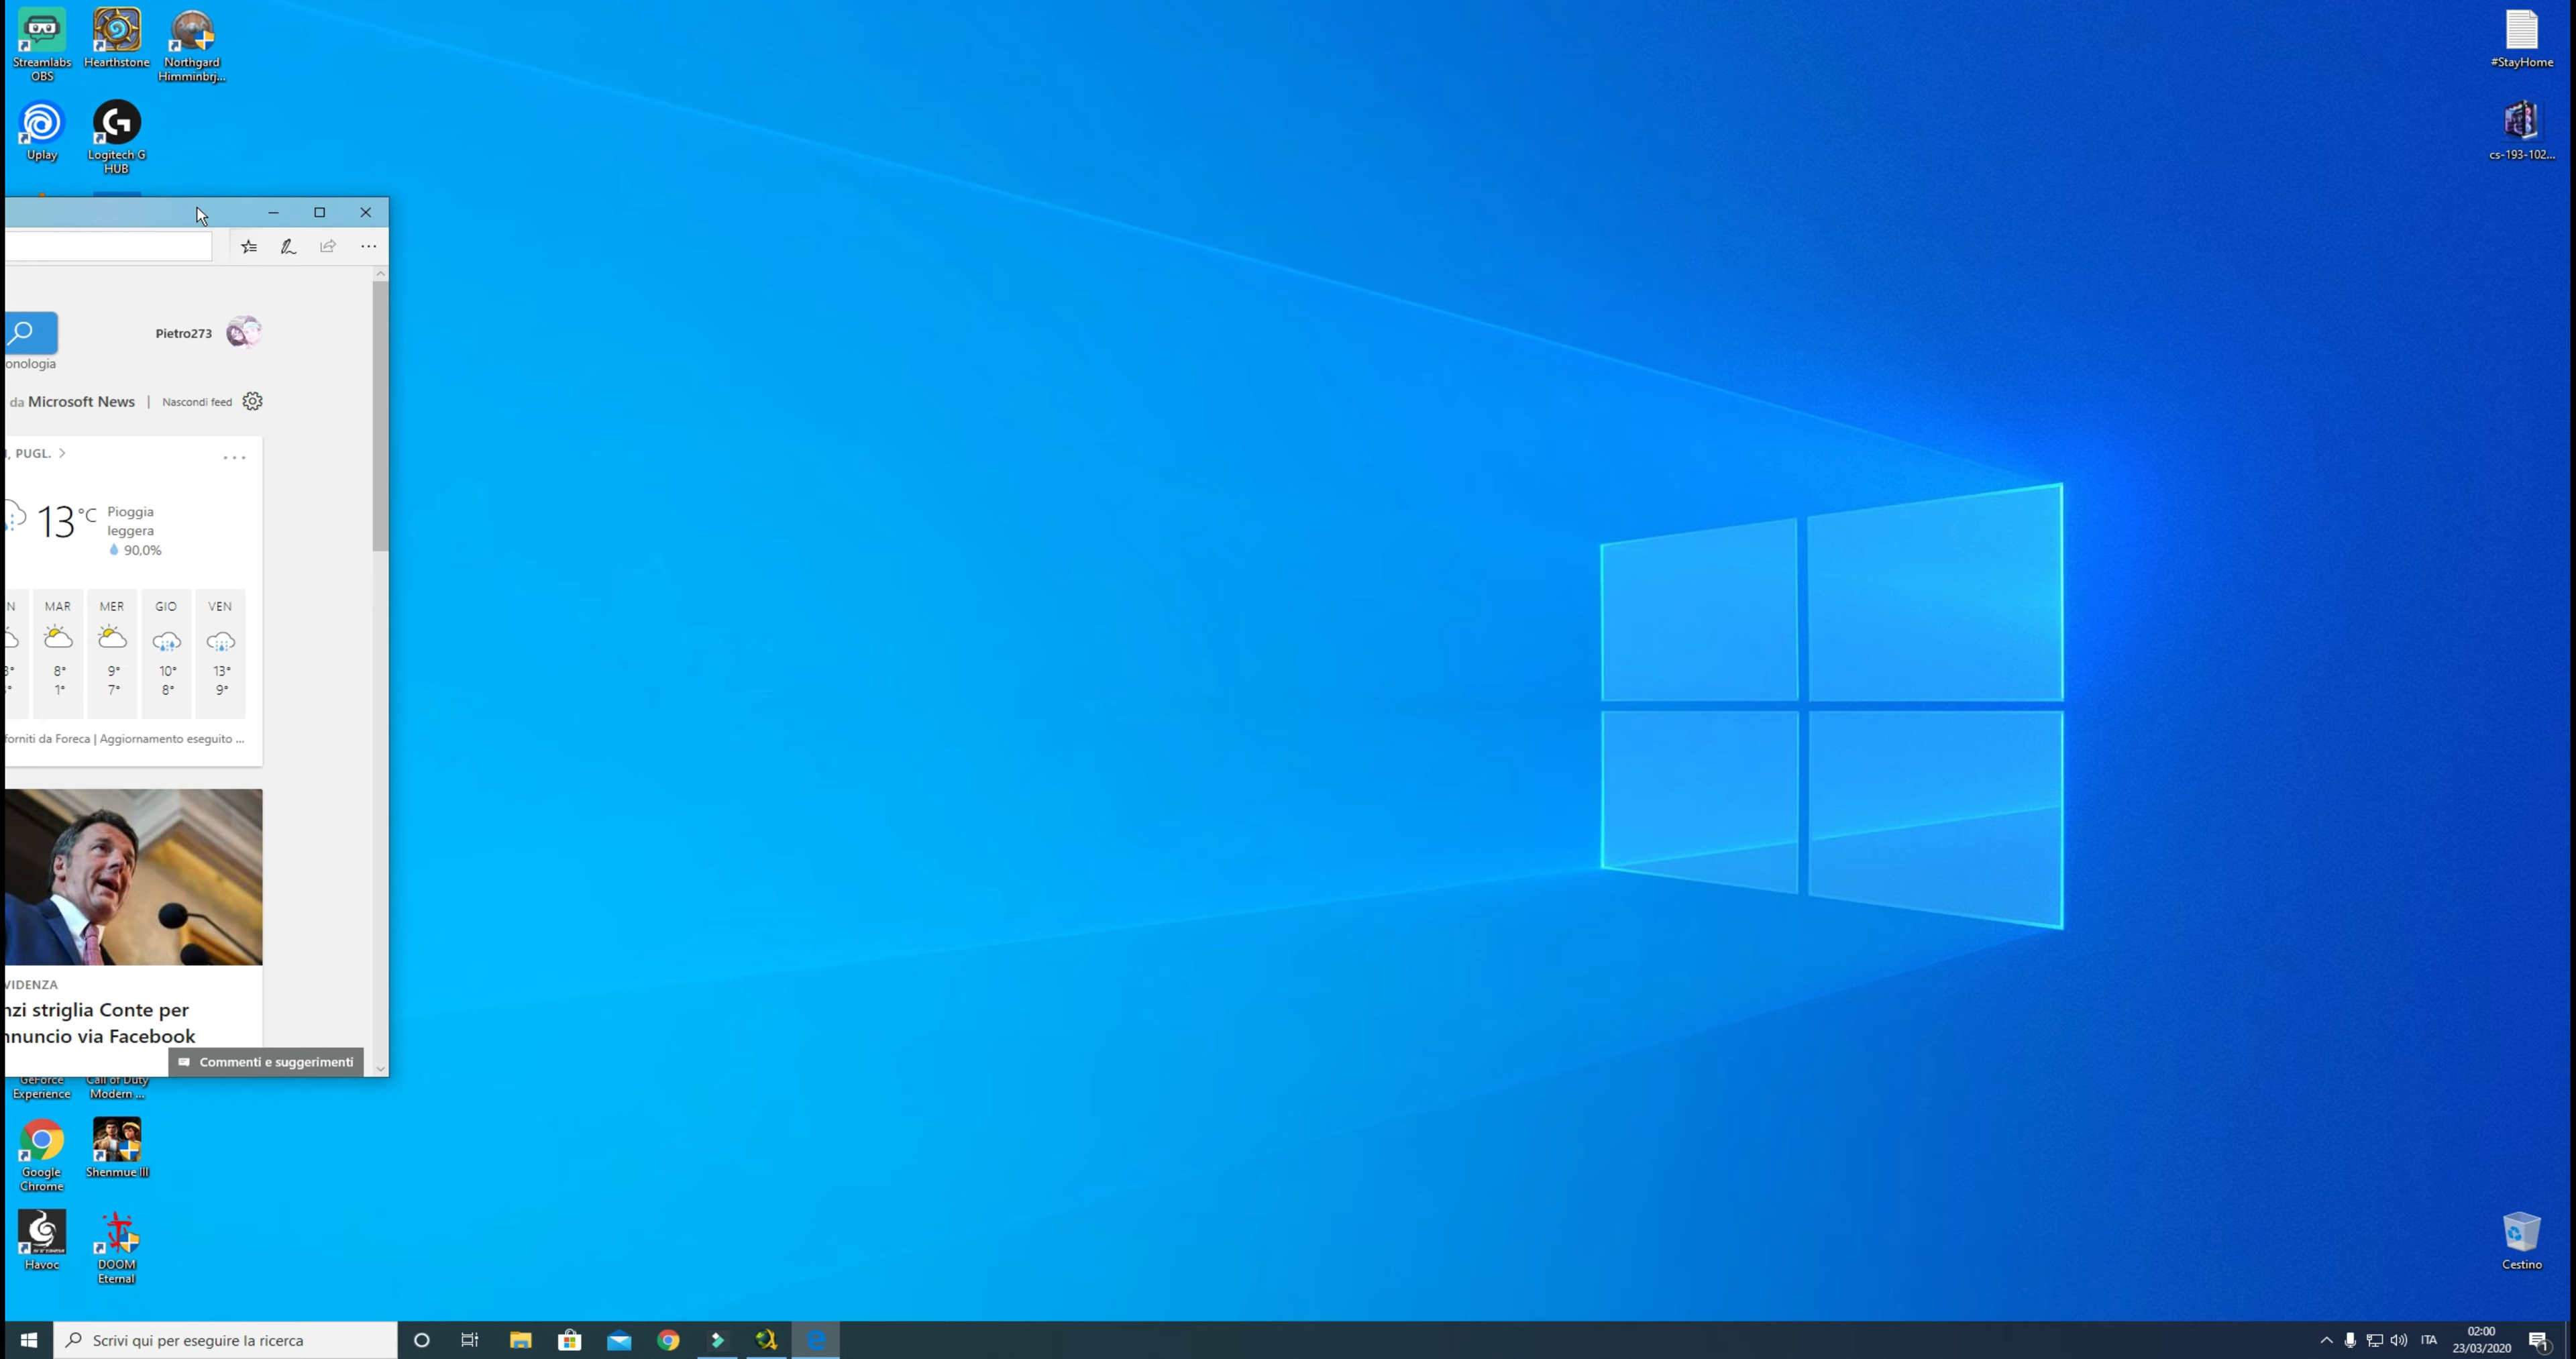 Streamlabs
OBS
Hearthstone
Northgard
Himminbrj...
Uplay
Logitech G
HUB
#StayHome
cs-193-102...
Pietro273
onologia
da Microsoft News | Nascondi feed
, PUGL.
13°C
Pioggia
leggera
90,0%
N MAR MER GIO VEN
8° 9° 10° 13°
1° 7° 8° 9°
forniti da Foreca | Aggiornamento eseguito ...
VIDENZA
nzi striglia Conte per
nnuncio via Facebook
Commenti e suggerimenti
GeForce
Experience
Call of Duty
Modern ...
Google
Chrome
Shenmue III
Havoc
DOOM
Eternal
Cestino
Scrivi qui per eseguire la ricerca
ITA
02:00
23/03/2020
1